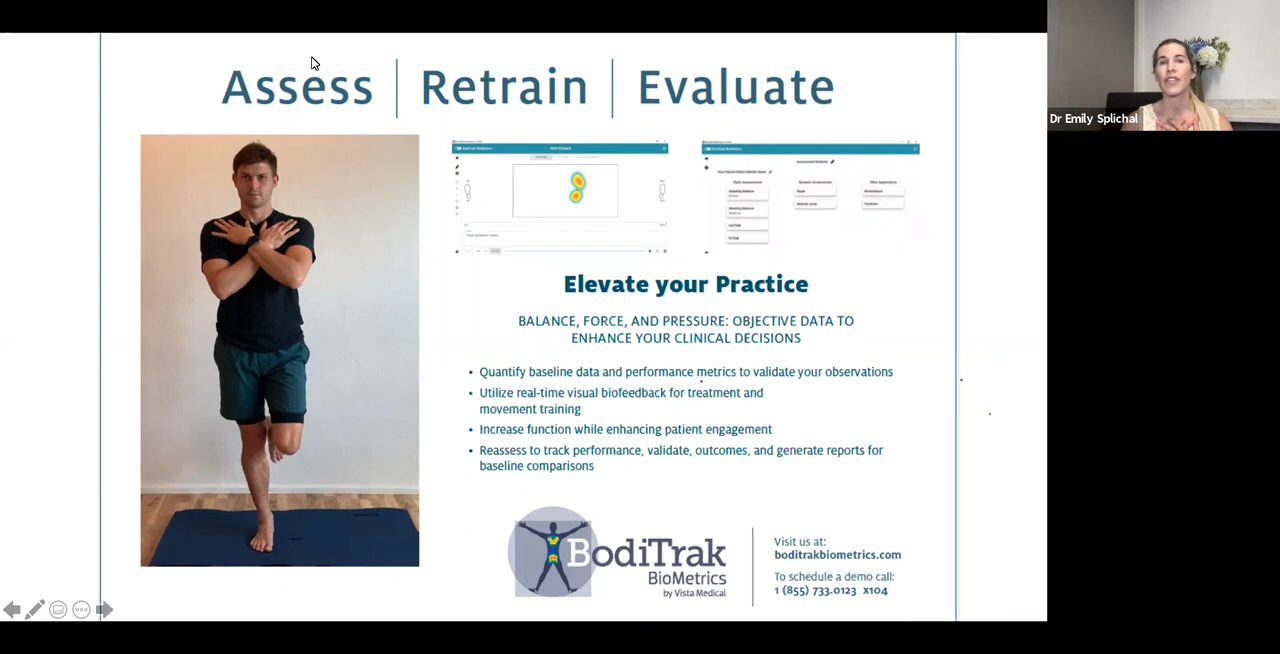 Assess | Retrain | Evaluate
Dr Emily Splichal
Elevate your Practice
BALANCE, FORCE, AND PRESSURE: OBJECTIVE DATA TO
ENHANCE YOUR CLINICAL DECISIONS
• Quantify baseline data and performance metrics to validate your observations
• Utilize real-time visual biofeedback for treatment and
movement training
• Increase function while enhancing patient engagement
• Reassess to track performance, validate, outcomes, and generate reports for
baseline comparisons
BodiTrak
BioMetrics
by Vista Medical
Visit us at:
boditrakbiometrics.com
To schedule a demo call:
1 (855) 733.0123 x104